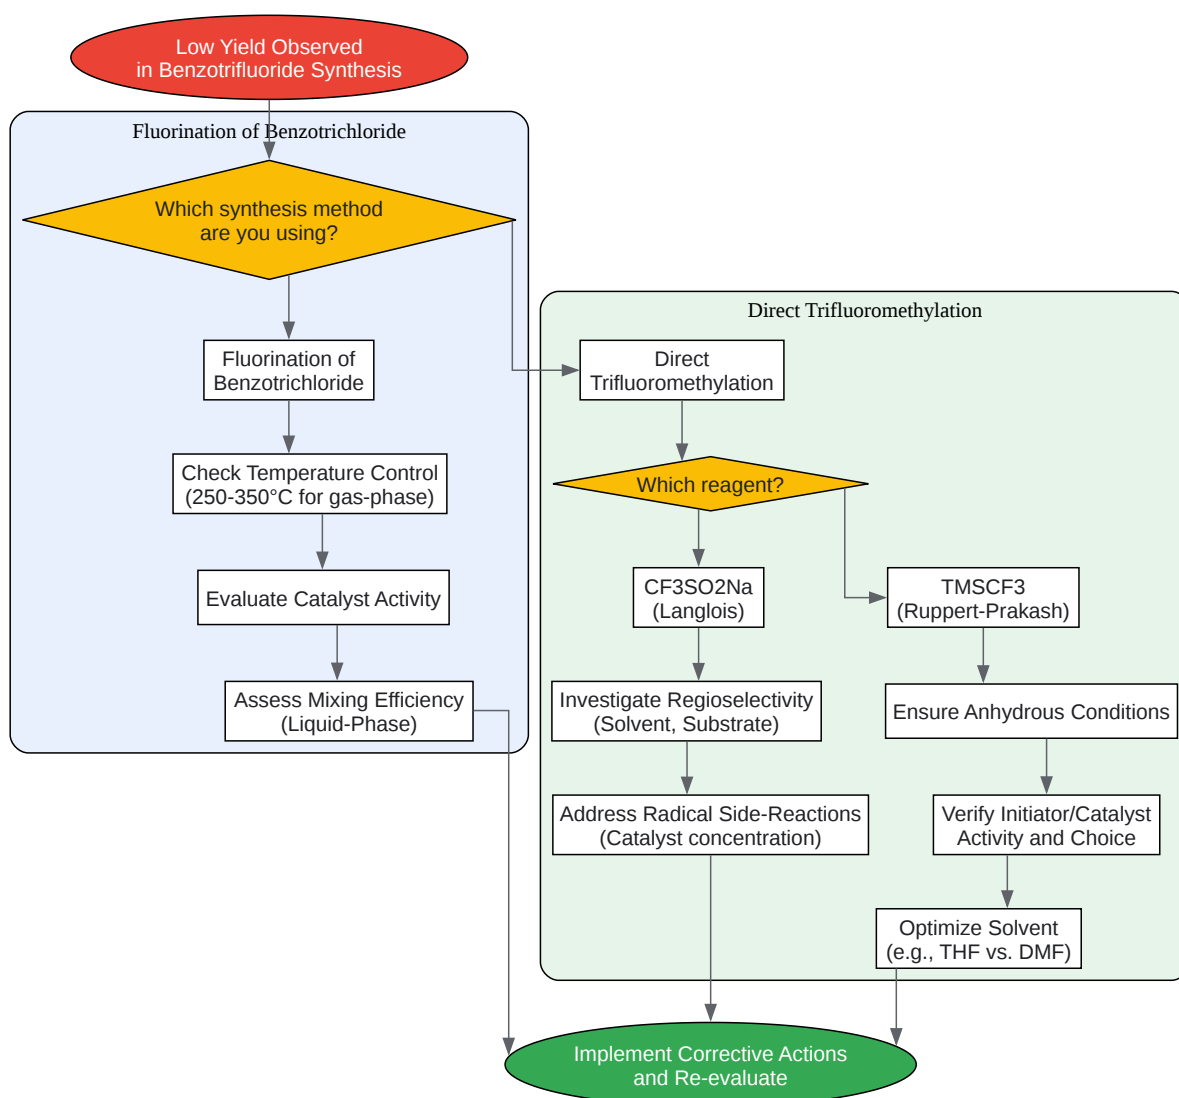 Low Yield Observed
in Benzotrifluoride Synthesis
Fluorination of Benzotrichloride
Which synthesis method
are you using?
Fluorination of
Benzotrichloride
Check Temperature Control
(250-350°C for gas-phase)
Evaluate Catalyst Activity
Assess Mixing Efficiency
(Liquid-Phase)
Direct Trifluoromethylation
Direct
Trifluoromethylation
Which reagent?
CF3SO2Na
(Langlois)
Investigate Regioselectivity
(Solvent, Substrate)
Address Radical Side-Reactions
(Catalyst concentration)
TMSCF3
(Ruppert-Prakash)
Ensure Anhydrous Conditions
Verify Initiator/Catalyst
Activity and Choice
Optimize Solvent
(e.g., THF vs. DMF)
Implement Corrective Actions
and Re-evaluate